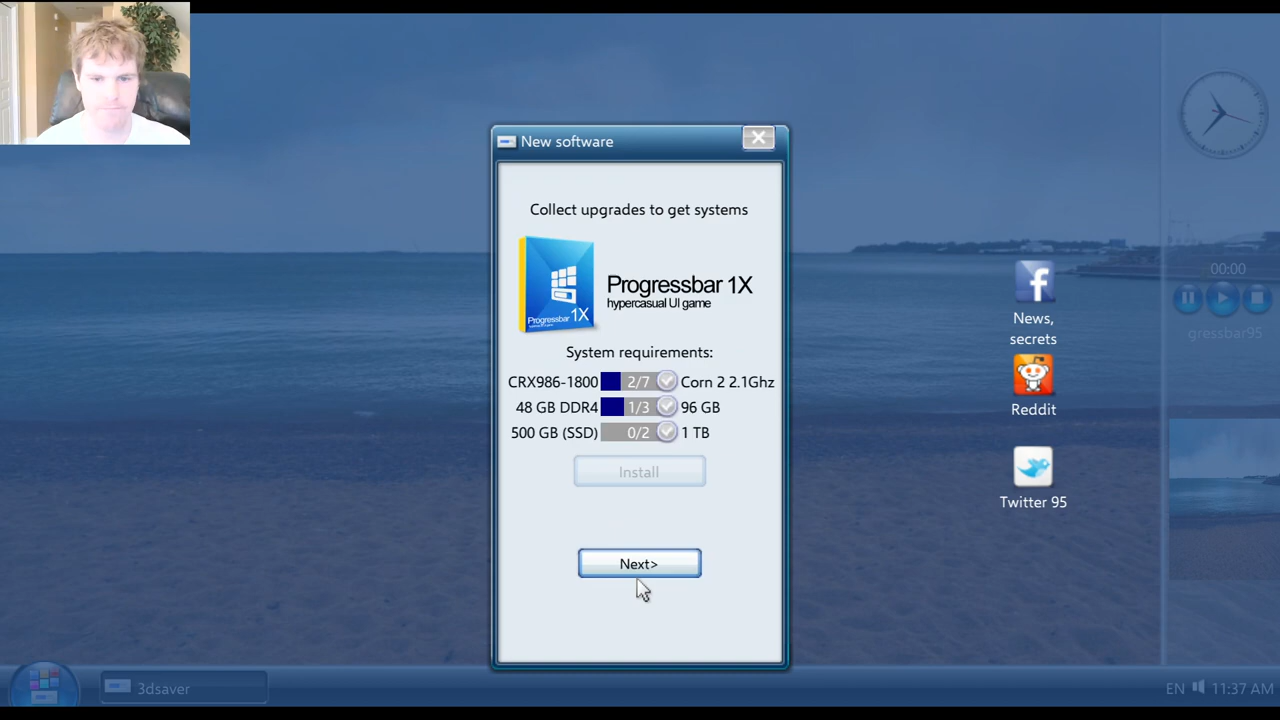 New software
Collect upgrades to get systems
Progressbar 1X
Progressbar 1X
hypercasual UI game
System requirements:
CRX986-1800 2/7 Corn 2 2.1Ghz
48 GB DDR4 1/3 96 GB
500 GB (SSD) 0/2 1 TB
Install
Next>
00:00
gressbar95
News,
secrets
Reddit
Twitter 95
3dsaver
EN 11:37 AM